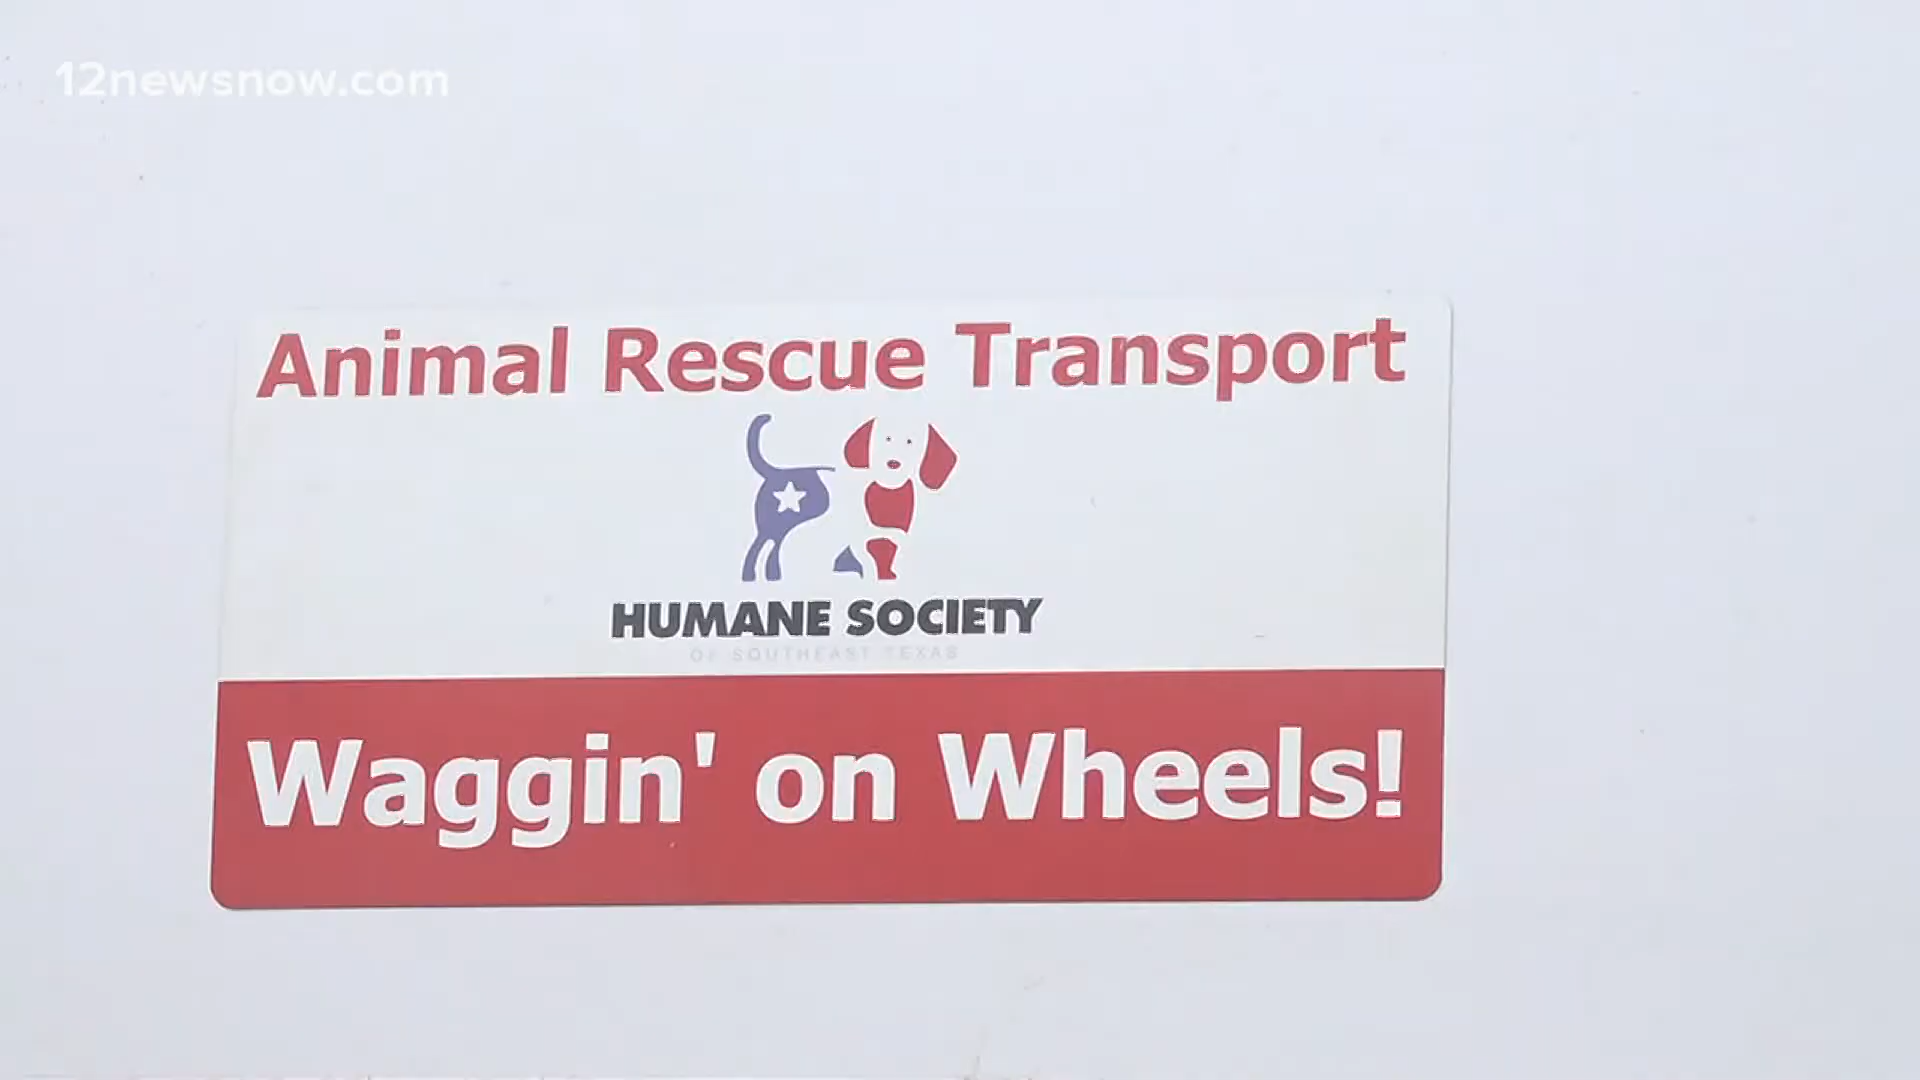 12newsnow.com
Animal Rescue Transport
HUMANE SOCIETY
OF SOUTHEAST TEXAS
Waggin' on Wheels!